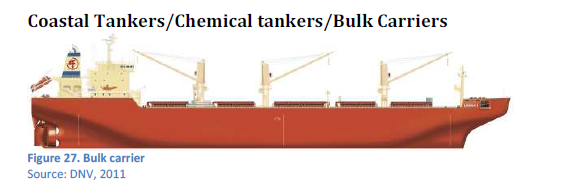 Coastal Tankers/Chemical tankers/Bulk Carriers
Figure 27. Bulk carrier
Source: DNV, 2011